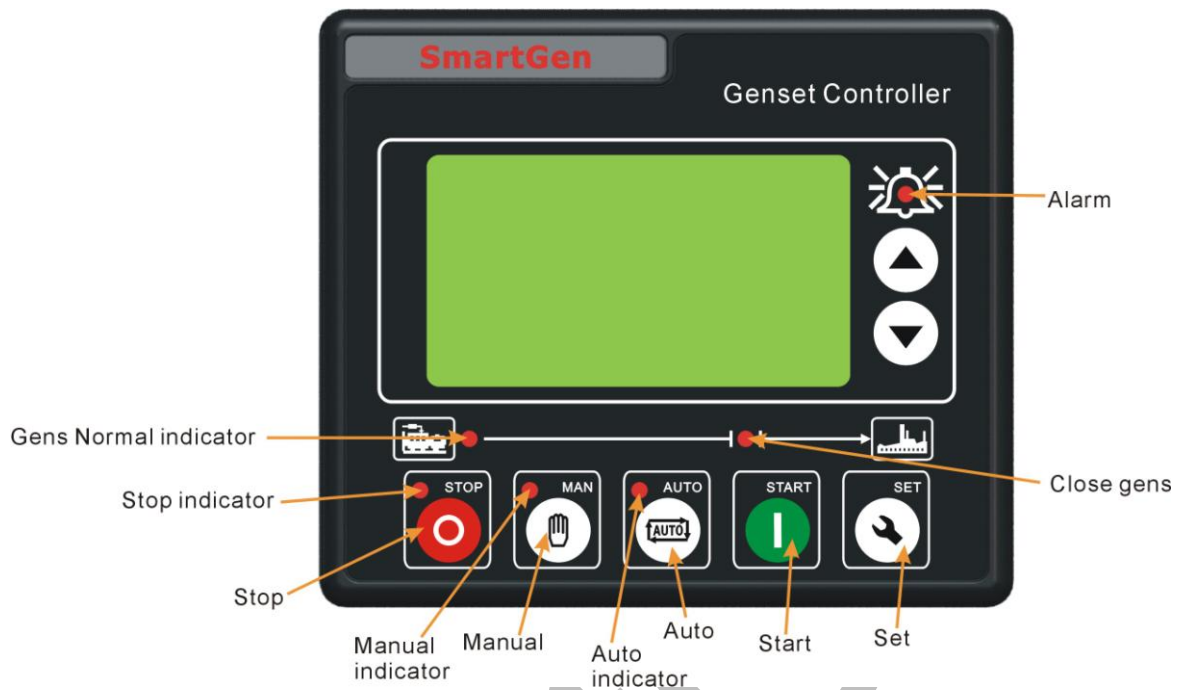 SmartGen
Genset Controller
Alarm
Gens Normal indicator
Stop indicator
STOP
MAN
AUTO
START
SET
Close gens
AUTO
Stop
Manual
indicator
Manual
Auto
indicator
Auto
Start
Set